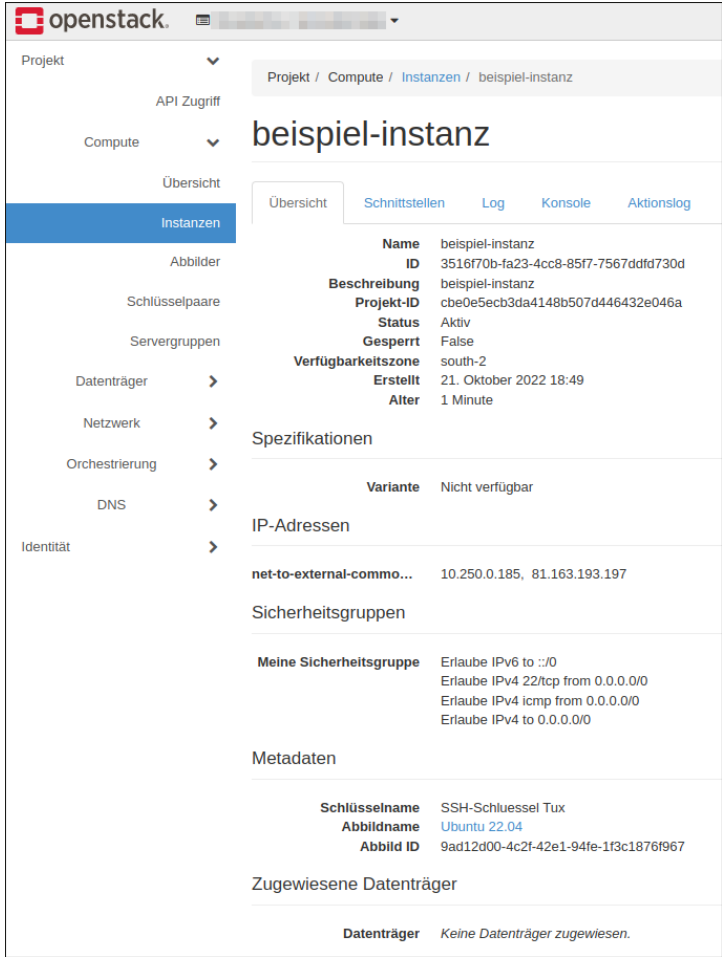 openstack.
Projekt
API Zugriff
Compute
Übersicht
Instanzen
Abbilder
Schlüsselpaare
Servergruppen
Datenträger
Netzwerk
Orchestrierung
DNS
Identität
Projekt / Compute / Instanzen / beispiel-instanz
beispiel-instanz
Übersicht Schnittstellen Log Konsole Aktionslog
Name beispiel-instanz
ID 3516f70b-fa23-4cc8-85f7-7567ddfd730d
Beschreibung beispiel-instanz
Projekt-ID cbe0e5ecb3da4148b507d446432e046a
Status Aktiv
Gesperrt False
Verfügbarkeitszone south-2
Erstellt 21. Oktober 2022 18:49
Alter 1 Minute
Spezifikationen
Variante Nicht verfügbar
IP-Adressen
net-to-external-commo… 10.250.0.185, 81.163.193.197
Sicherheitsgruppen
Meine Sicherheitsgruppe Erlaube IPv6 to ::/0
Erlaube IPv4 22/tcp from 0.0.0.0/0
Erlaube IPv4 icmp from 0.0.0.0/0
Erlaube IPv4 to 0.0.0.0/0
Metadaten
Schlüsselname SSH-Schluessel Tux
Abbildname Ubuntu 22.04
Abbild ID 9ad12d00-4c2f-42e1-94fe-1f3c1876f967
Zugewiesene Datenträger
Datenträger Keine Datenträger zugewiesen.